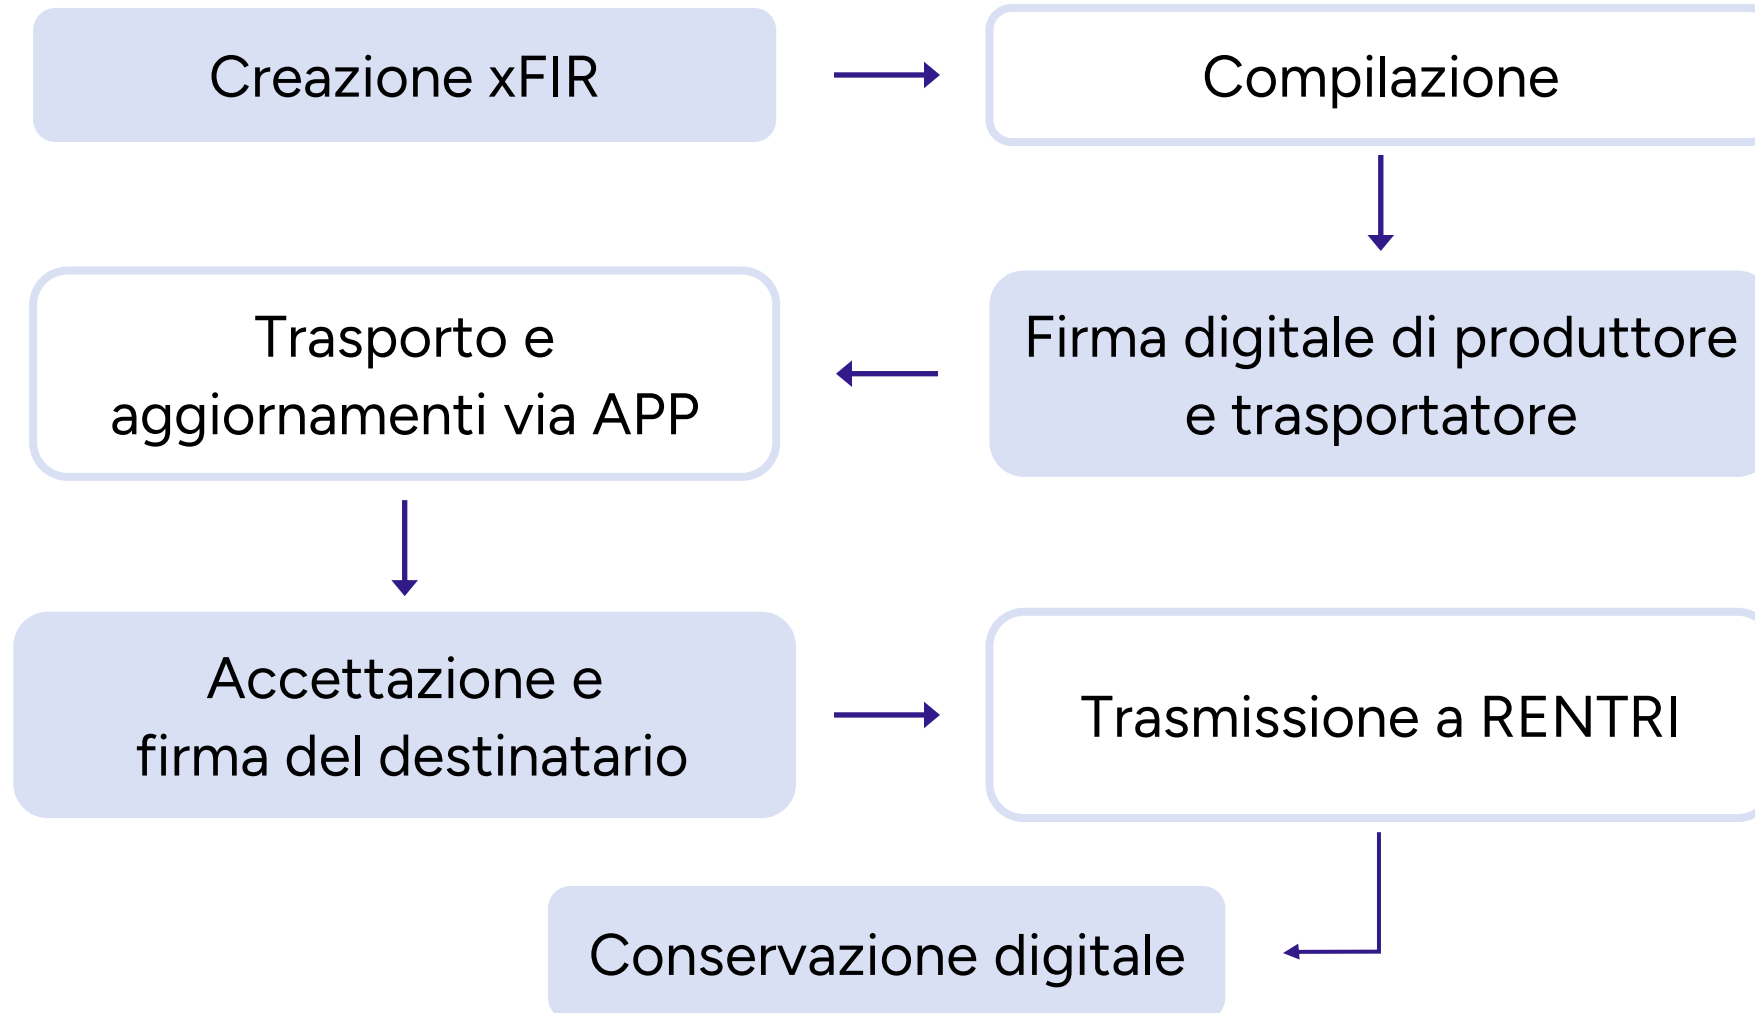 Creazione xFIR
Compilazione
Firma digitale di produttore
e trasportatore
Trasporto e
aggiornamenti via APP
Accettazione e
firma del destinatario
Trasmissione a RENTRI
Conservazione digitale